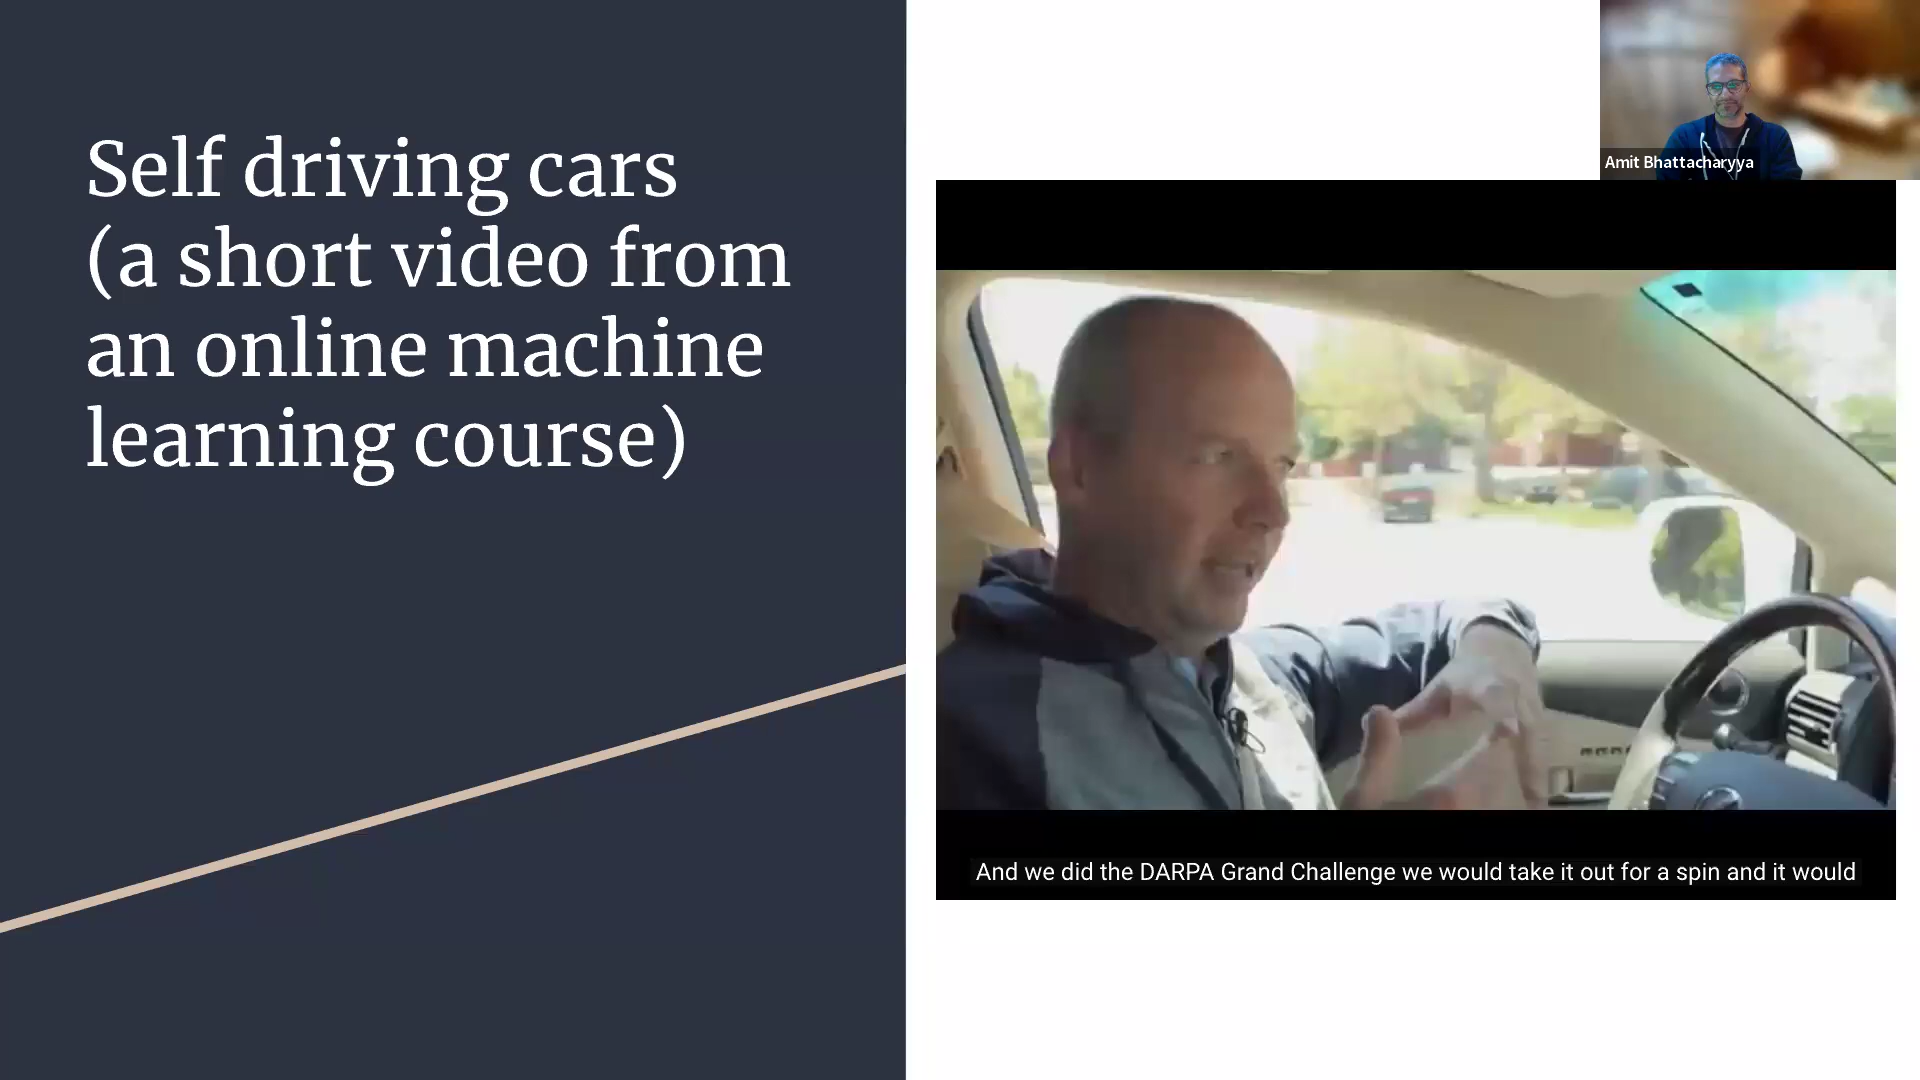 Self driving cars
(a short video from
an online machine
learning course)
Amit Bhattacharyya
And we did the DARPA Grand Challenge we would take it out for a spin and it would